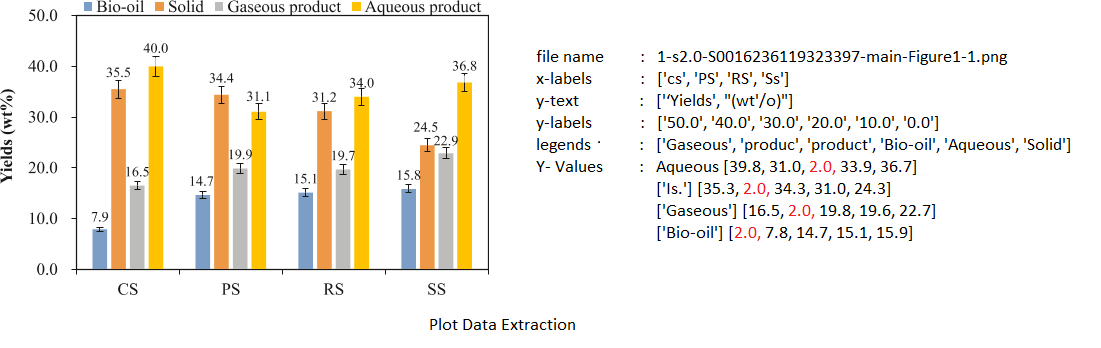 Bio-oil Solid Gaseous product Aqueous product
50.0
40.0
30.0
20.0
10.0
0.0
Yields (wt%)
7.9 35.5 16.5 40.0
14.7 34.4 19.9 31.1
15.1 31.2 19.7 34.0
15.8 24.5 22.9 36.8
CS PS RS SS
file name : 1-s2.0-S0016236119323397-main-Figure1-1.png
x-labels : ['cs', 'PS', 'RS', 'Ss']
y-text : ['‘Yields', "(wt'/o)"]
y-labels : ['50.0', '40.0', '30.0', '20.0', '10.0', '0.0']
legends : ['Gaseous', 'produc', 'product', 'Bio-oil', 'Aqueous', 'Solid']
Y- Values : Aqueous [39.8, 31.0, 2.0, 33.9, 36.7]
['Is.'] [35.3, 2.0, 34.3, 31.0, 24.3]
['Gaseous'] [16.5, 2.0, 19.8, 19.6, 22.7]
['Bio-oil'] [2.0, 7.8, 14.7, 15.1, 15.9]
Plot Data Extraction